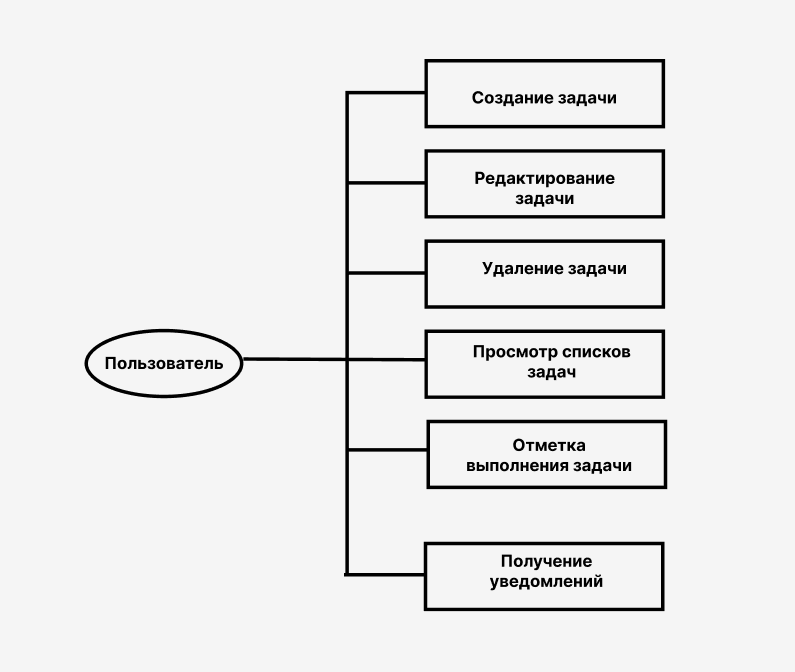 Создание задачи
Редактирование
задачи
Удаление задачи
Пользователь
Просмотр списков
задач
Отметка
выполнения задачи
Получение
уведомлений